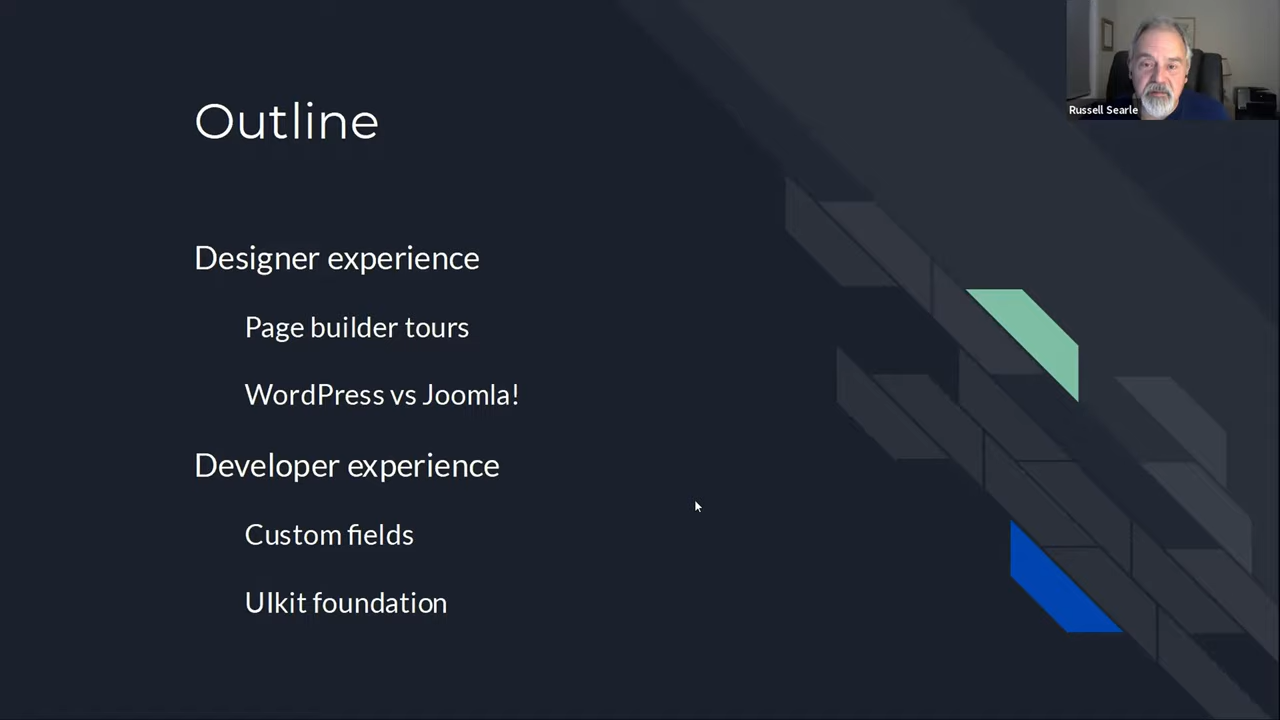 Outline
Russell Searle
Designer experience
Page builder tours
WordPress vs Joomla!
Developer experience
Custom fields
UIkit foundation